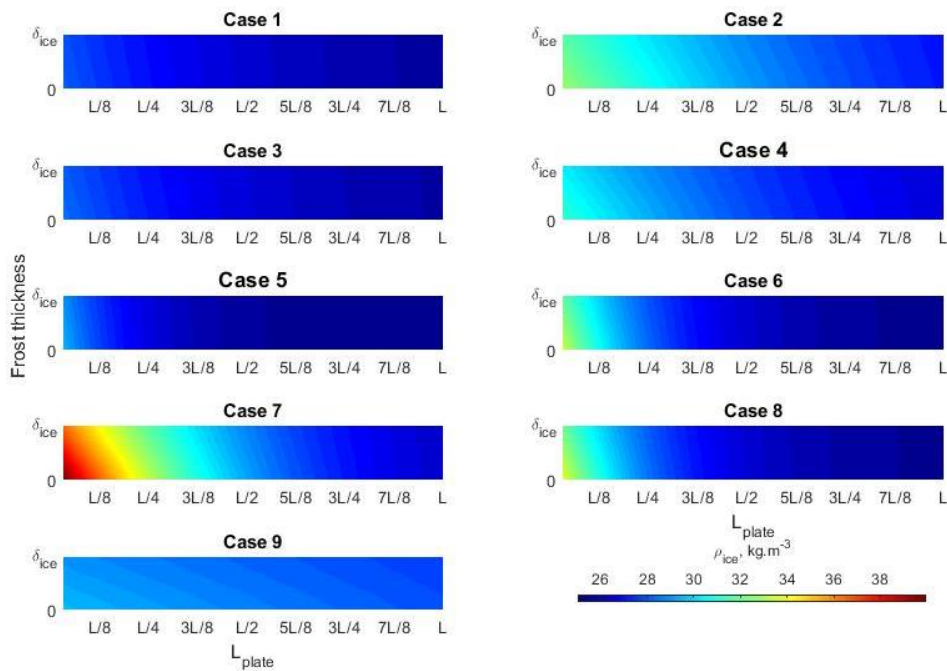 Case 1
δice
0
L/8 L/4 3L/8 L/2 5L/8 3L/4 7L/8 L
Case 2
δice
0
L/8 L/4 3L/8 L/2 5L/8 3L/4 7L/8 L
Case 3
δice
0
L/8 L/4 3L/8 L/2 5L/8 3L/4 7L/8 L
Case 4
δice
0
L/8 L/4 3L/8 L/2 5L/8 3L/4 7L/8 L
Frost thickness
Case 5
δice
0
L/8 L/4 3L/8 L/2 5L/8 3L/4 7L/8 L
Case 6
δice
0
L/8 L/4 3L/8 L/2 5L/8 3L/4 7L/8 L
Case 7
δice
0
L/8 L/4 3L/8 L/2 5L/8 3L/4 7L/8 L
Case 8
δice
0
L/8 L/4 3L/8 L/2 5L/8 3L/4 7L/8 L
Lplate
Case 9
δice
0
L/8 L/4 3L/8 L/2 5L/8 3L/4 7L/8 L
Lplate
ρice, kg.m-3
26 28 30 32 34 36 38